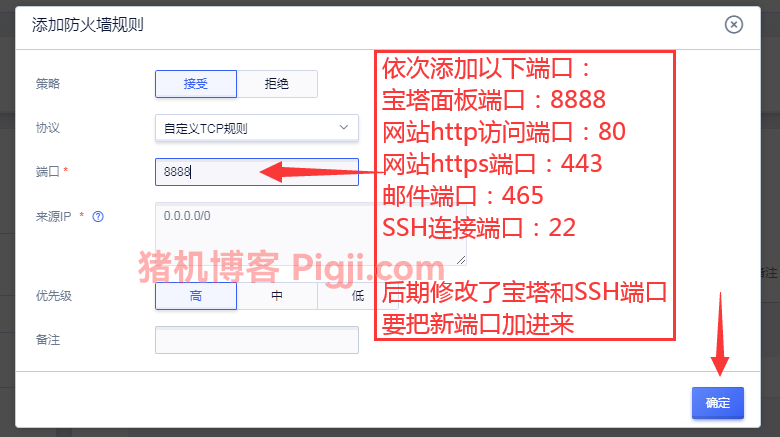 添加防火墙规则
策略
接受
拒绝
协议
自定义TCP规则
端口 *
8888
来源IP *
0.0.0.0/0
优先级
高
中
低
备注
依次添加以下端口：
宝塔面板端口：8888
网站http访问端口：80
网站https端口：443
邮件端口：465
SSH连接端口：22
后期修改了宝塔和SSH端口
要把新端口加进来
猪机博客 Pigji.com
确定
备注